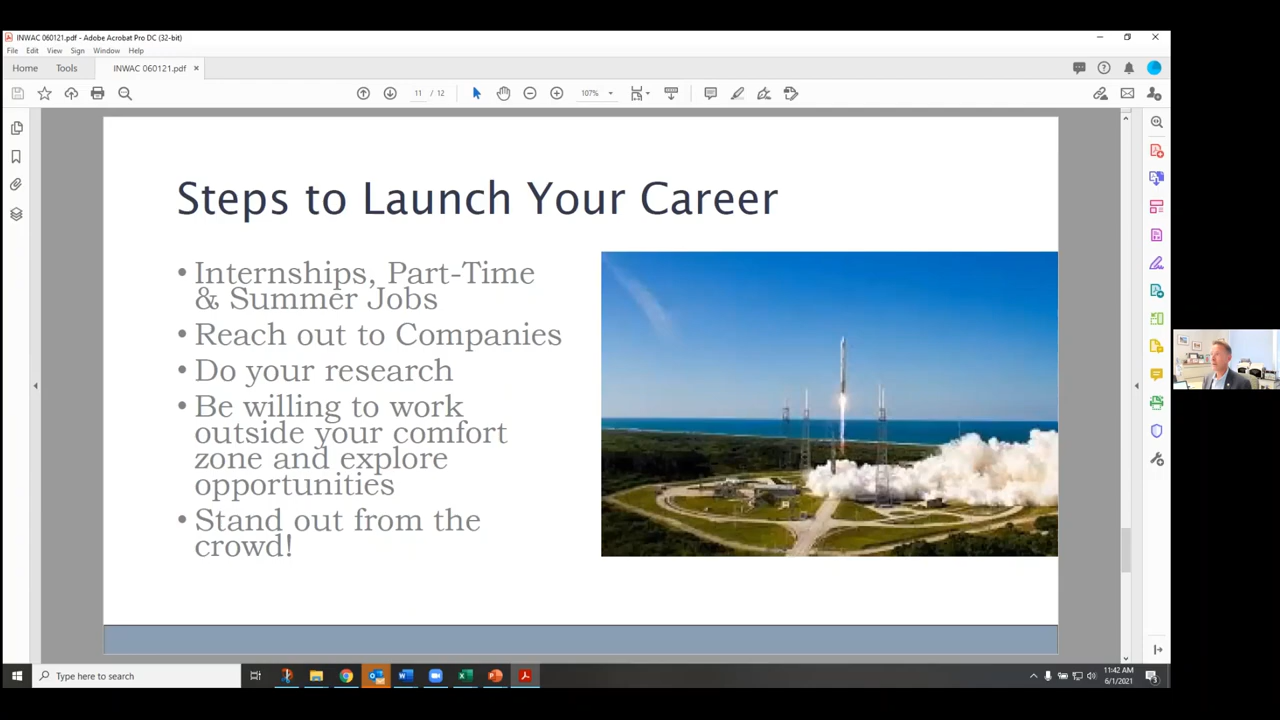 INWAC 060121.pdf - Adobe Acrobat Pro DC (32-bit)
File Edit View Sign Window Help
Home Tools INWAC 060121.pdf ×
11 / 12 107%
Steps to Launch Your Career
• Internships, Part-Time
& Summer Jobs
• Reach out to Companies
• Do your research
• Be willing to work
outside your comfort
zone and explore
opportunities
• Stand out from the
crowd!
Type here to search
11:42 AM
6/1/2021
3